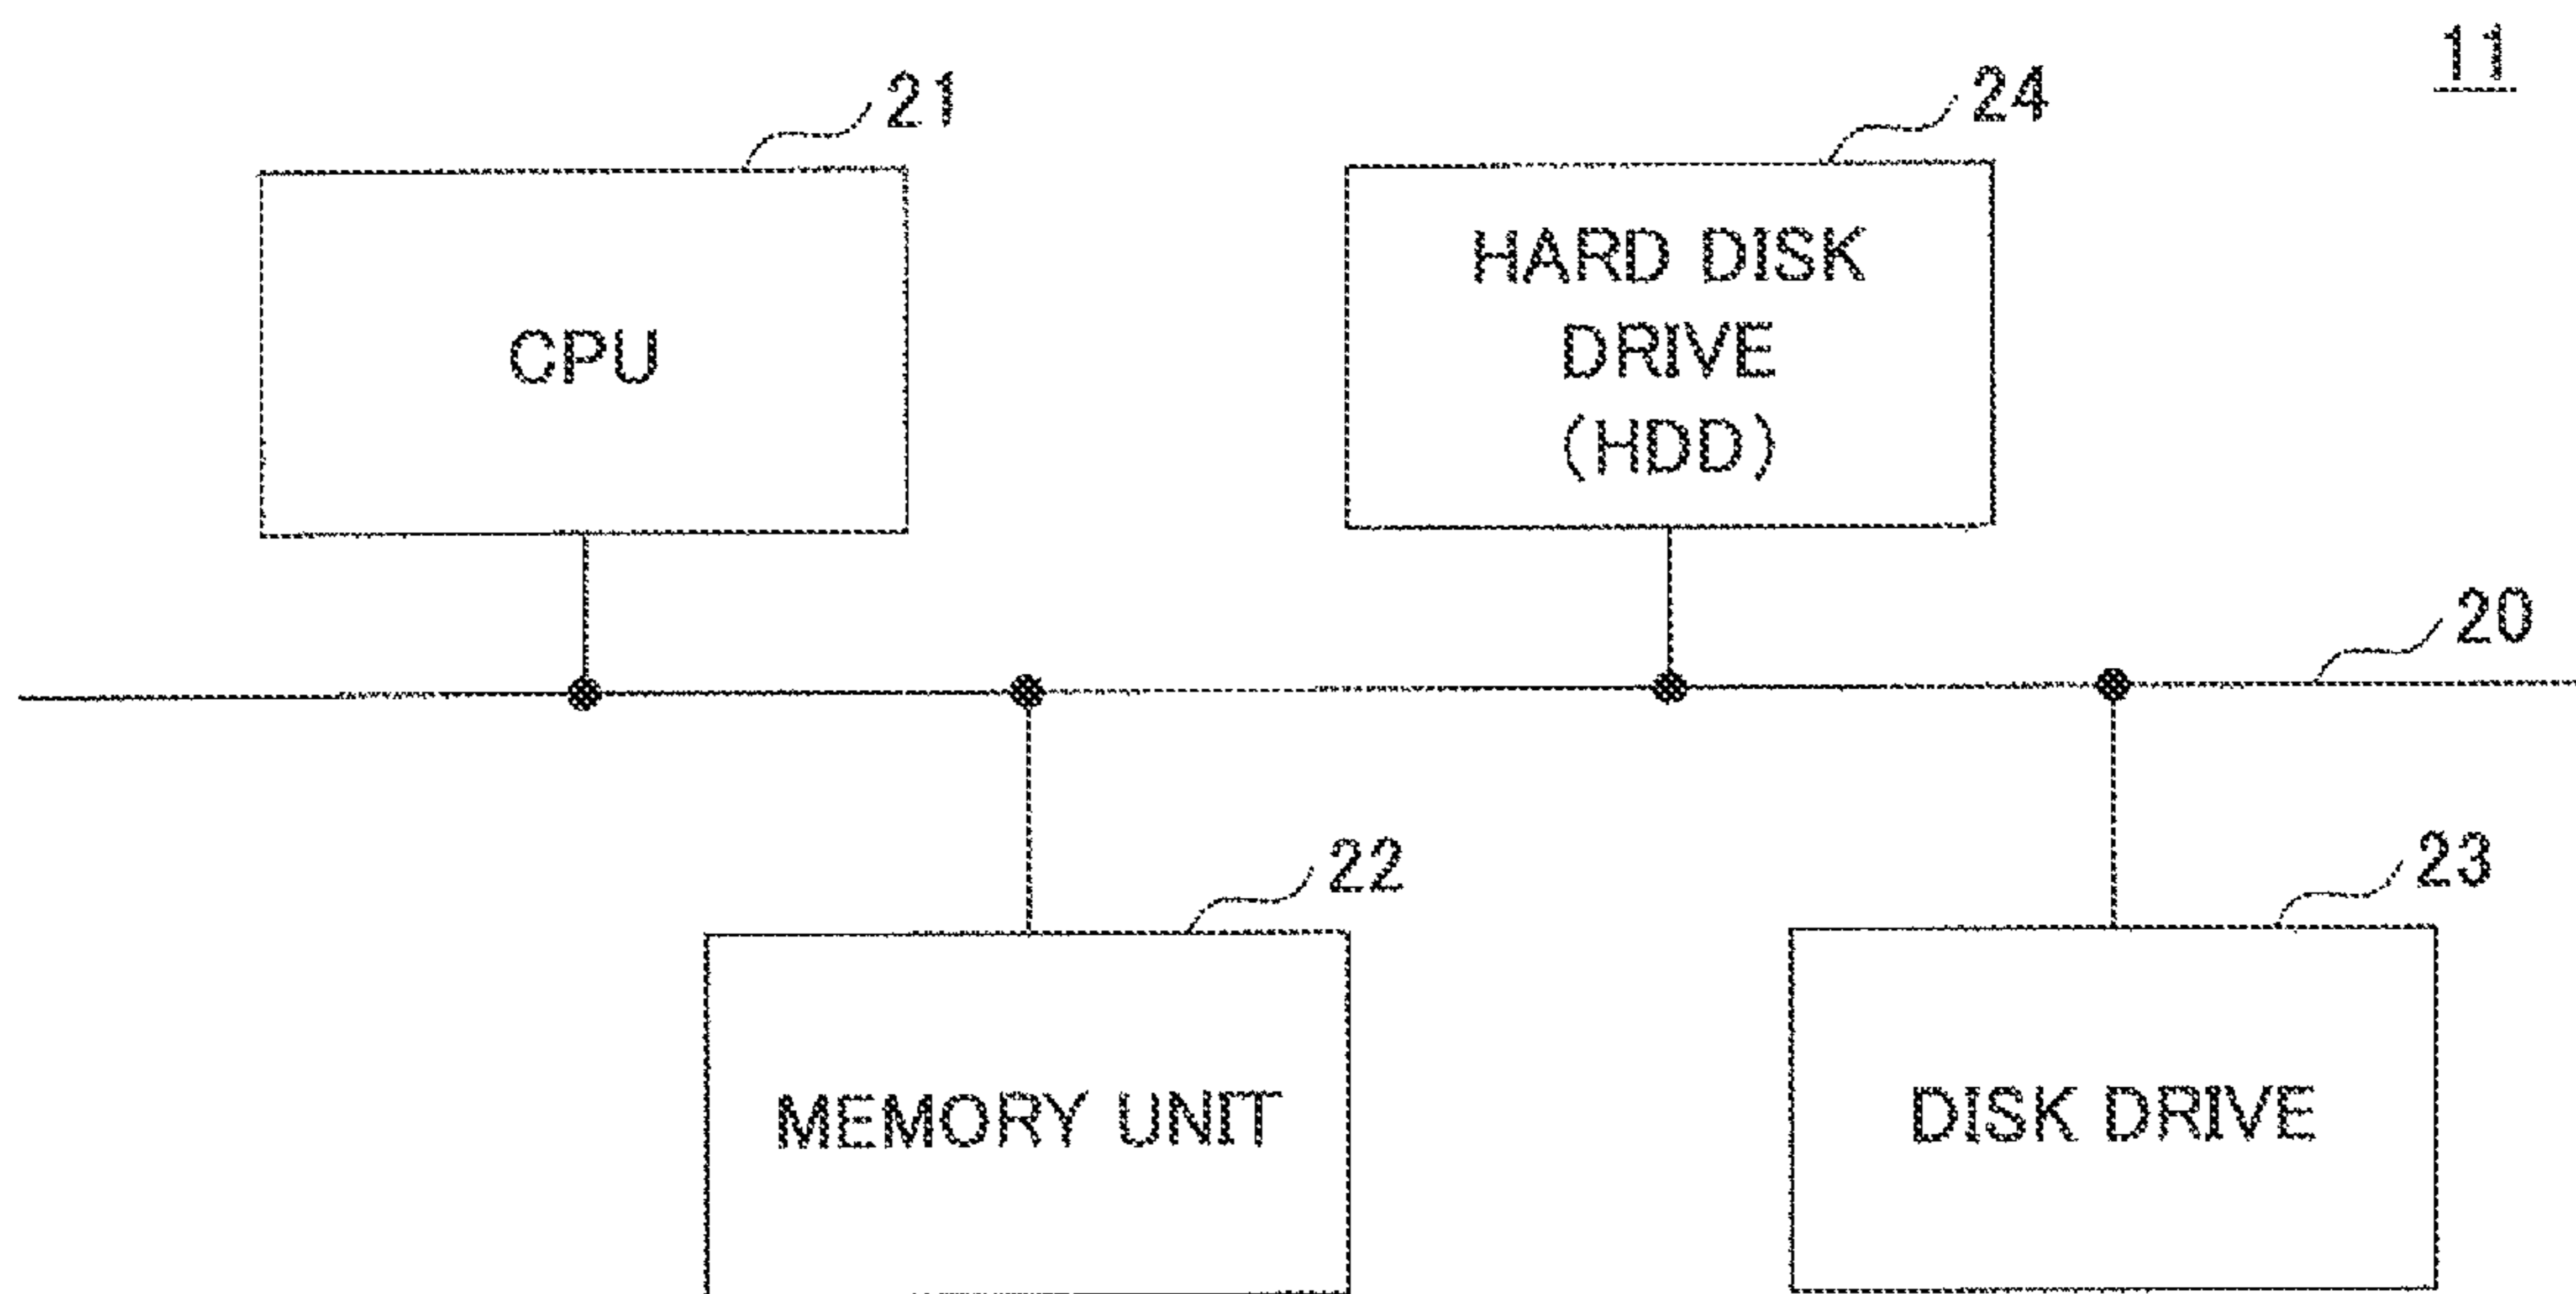 11
21
24
CPU
HARD DISK
DRIVE
(HDD)
20
22
23
MEMORY UNIT
DISK DRIVE